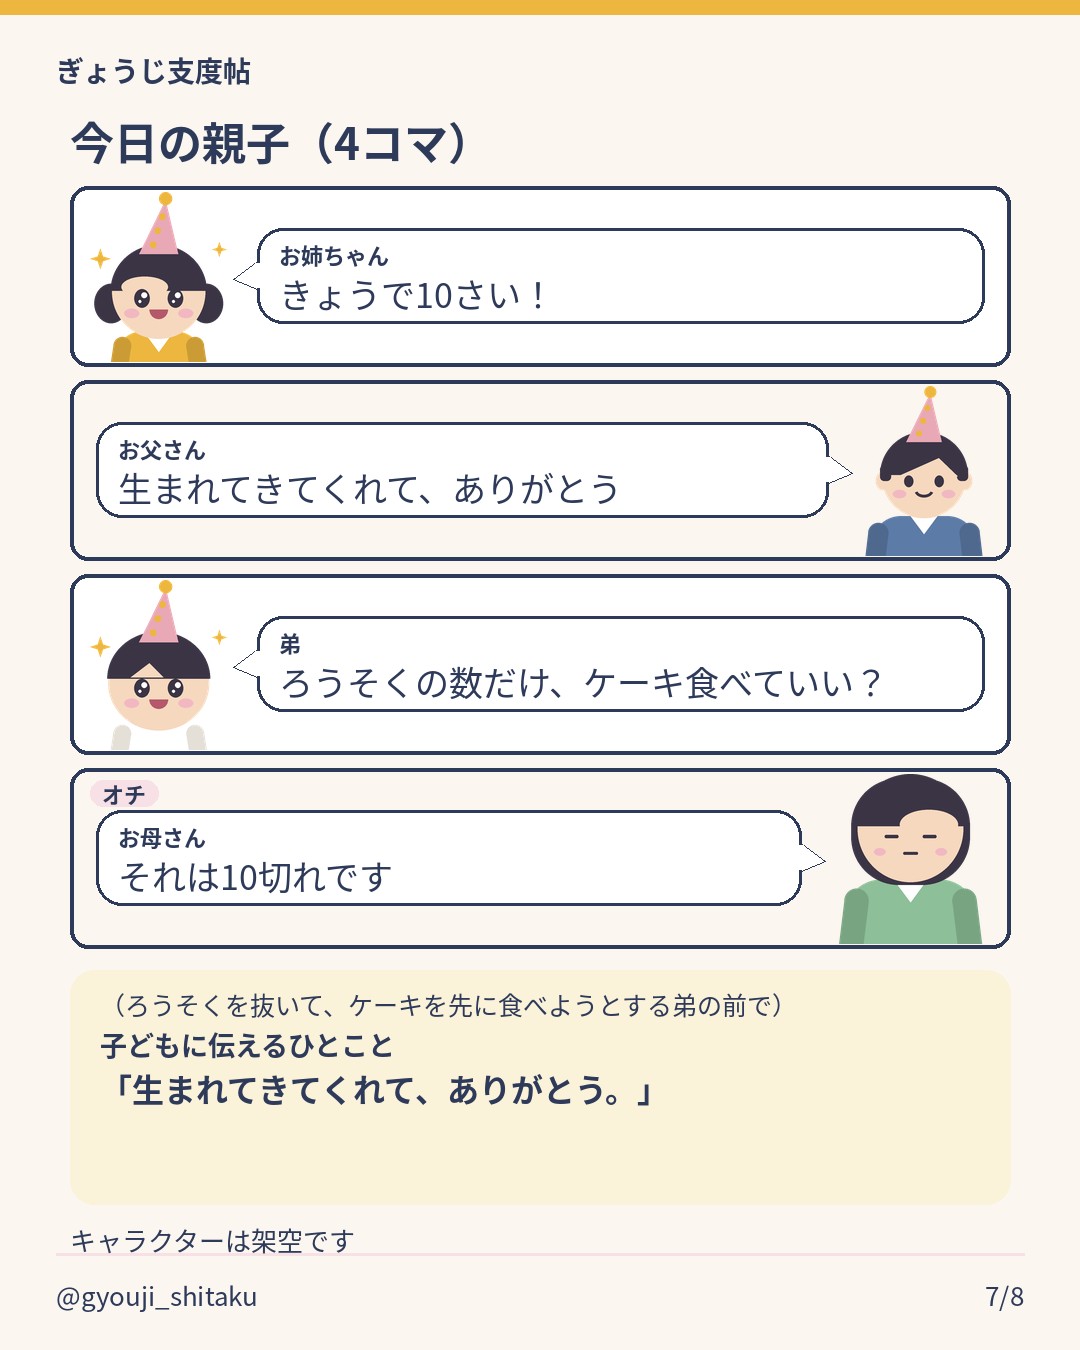 ぎょうじ支度帖
今日の親子（4コマ）
お姉ちゃん
きょうで10さい！
お父さん
生まれてきてくれて、ありがとう
弟
ろうそくの数だけ、ケーキ食べていい？
オチ
お母さん
それは10切れです
（ろうそくを抜いて、ケーキを先に食べようとする弟の前で）
子どもに伝えるひとこと
「生まれてきてくれて、ありがとう。」
キャラクターは架空です
@gyouji_shitaku
7/8